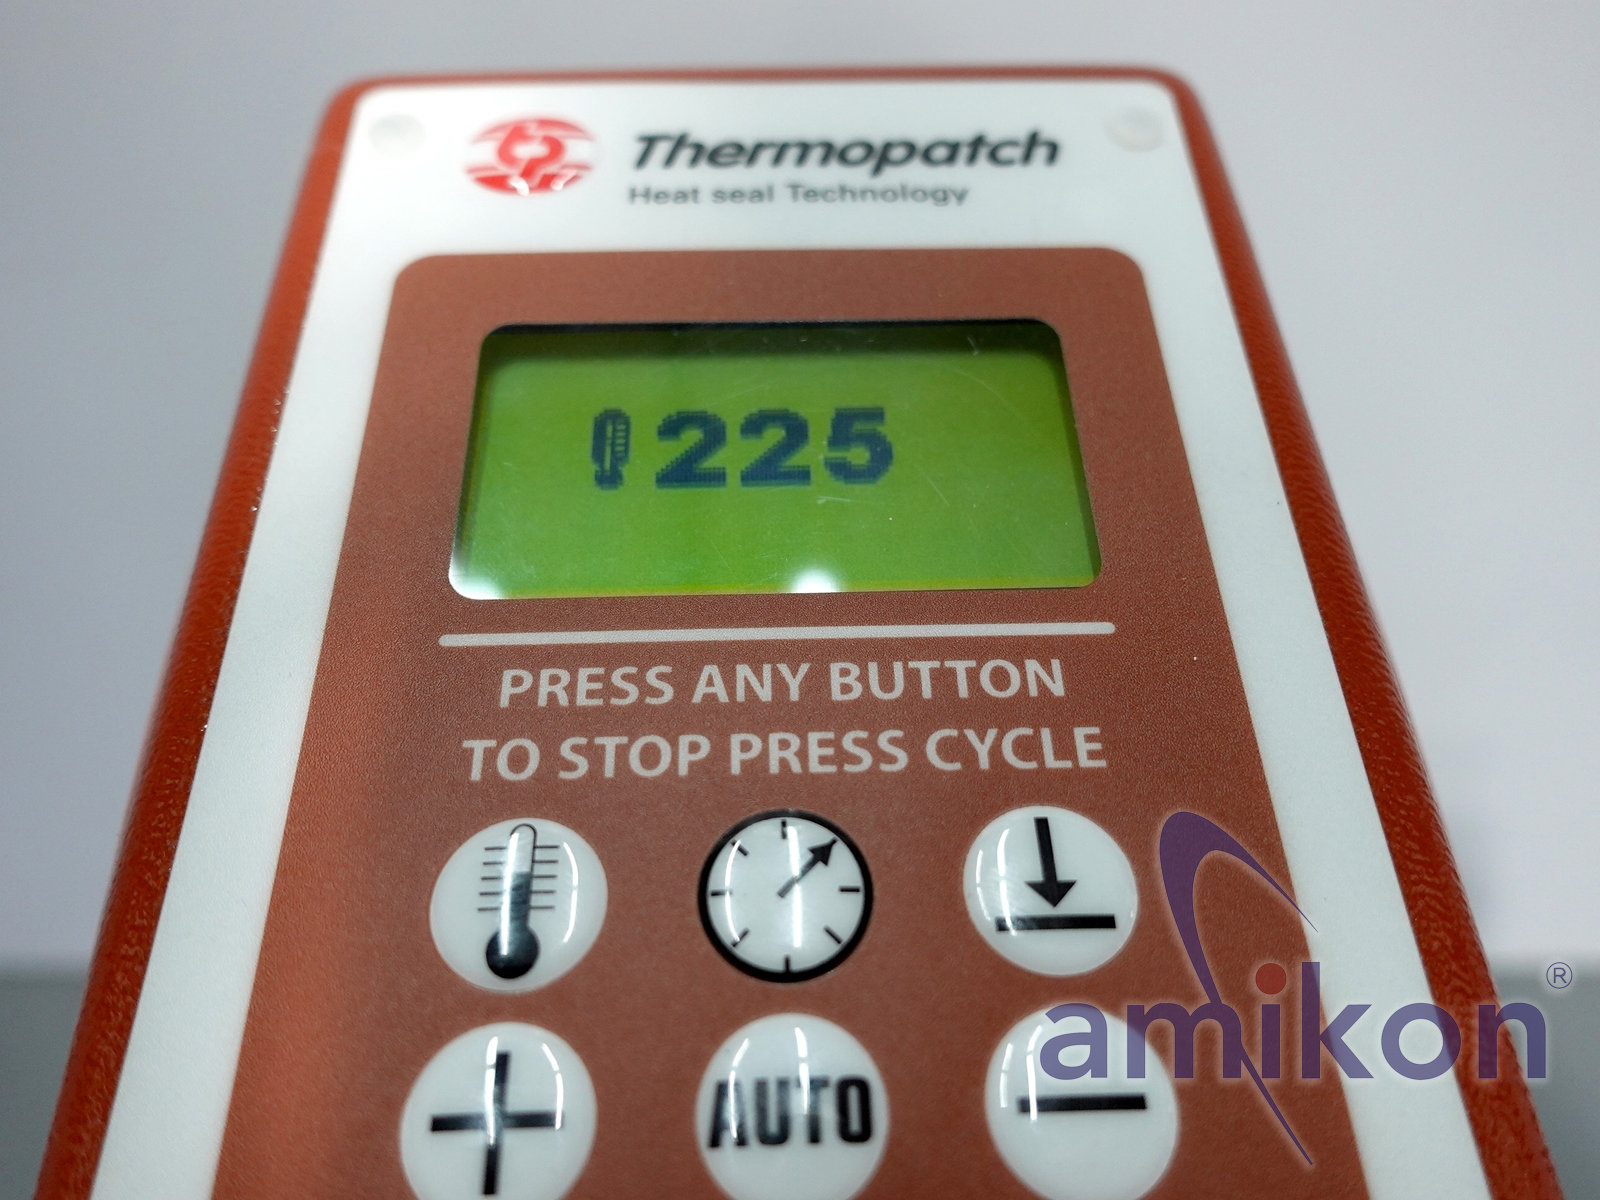 Thermopatch
Heat seal Technology
225
PRESS ANY BUTTON
TO STOP PRESS CYCLE
AUTO
amikon®